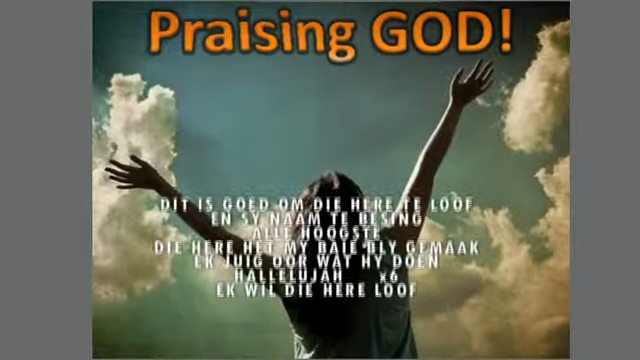 Praising GOD!
DIT IS GOED OM DIE HERE TE LOOF
EN SY NAAM TE BESING
ALLE HOOGSTE
DIE HERE HET MY BAIE BLY GEMAAK
EK JUIG OOR WAT HY DOEN
HALLELUJAH x6
EK WIL DIE HERE LOOF